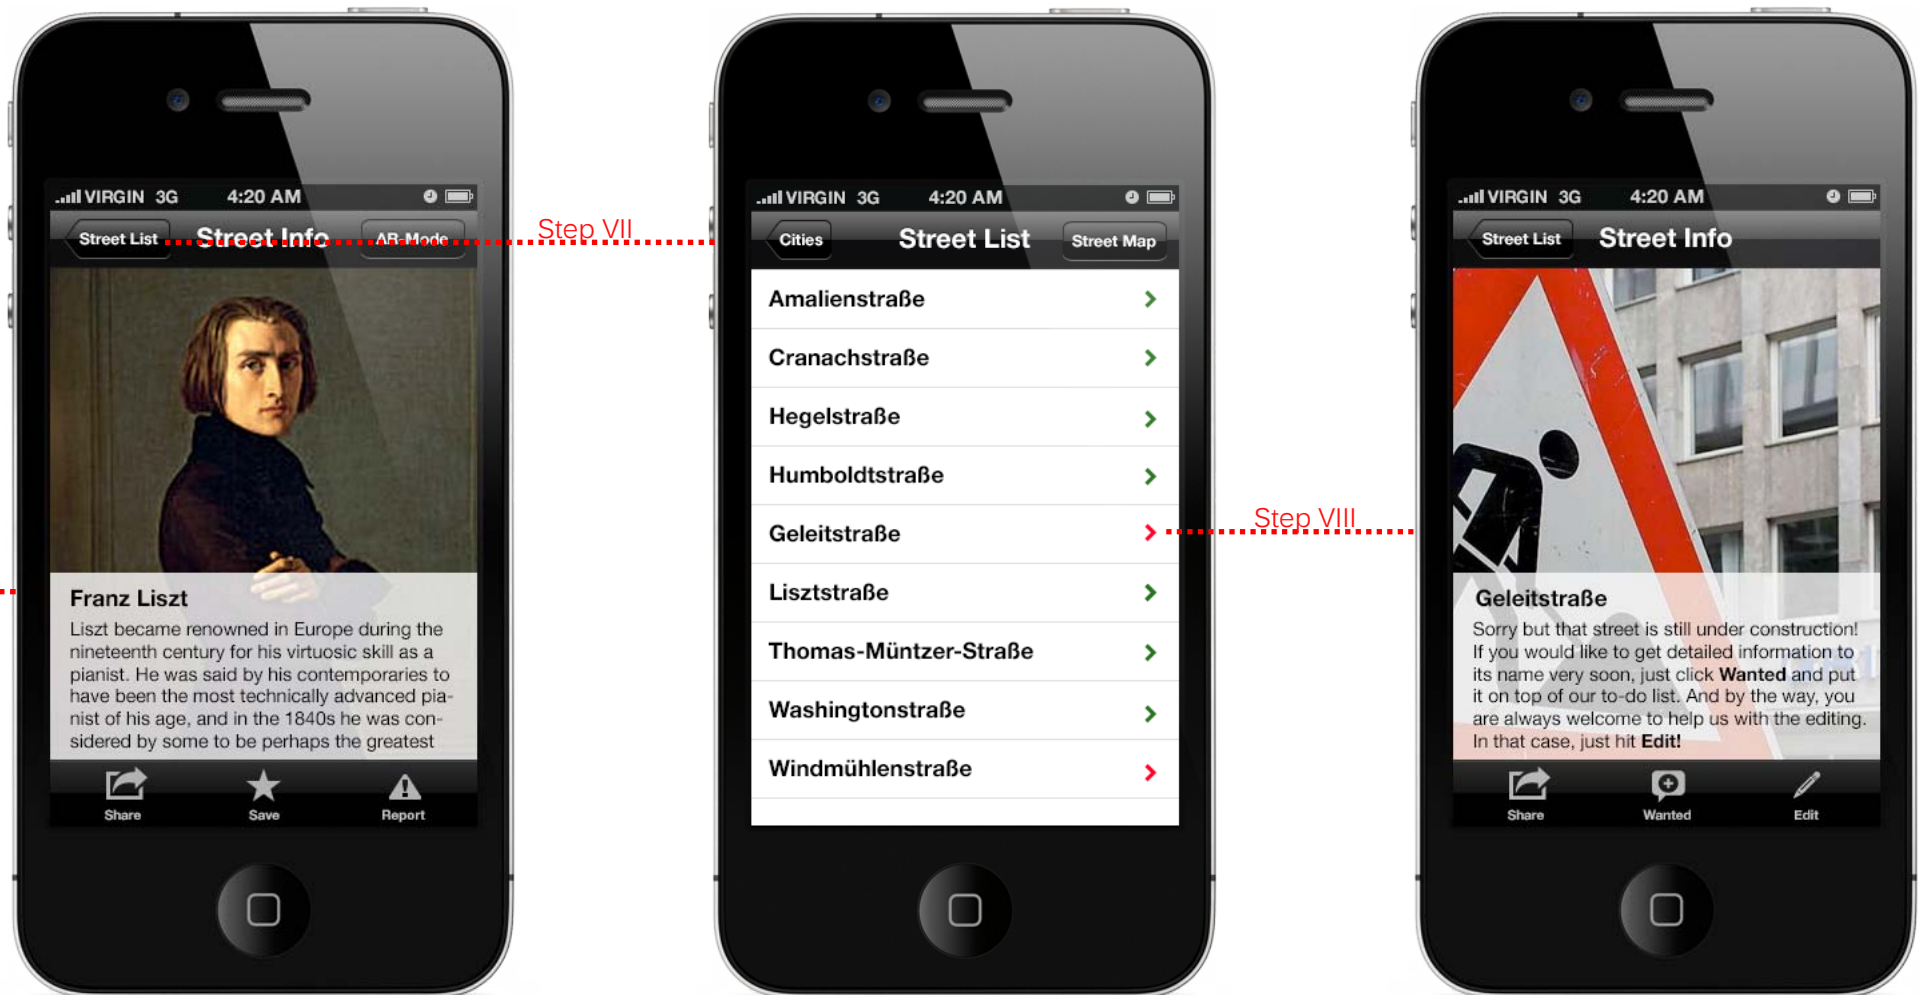 VIRGIN 3G 4:20 AM
Street List Street Info AR-Mode
Franz Liszt
Liszt became renowned in Europe during the
nineteenth century for his virtuosic skill as a
pianist. He was said by his contemporaries to
have been the most technically advanced pia-
nist of his age, and in the 1840s he was con-
sidered by some to be perhaps the greatest
Share Save Report
Step VII
VIRGIN 3G 4:20 AM
Cities Street List Street Map
Amalienstraße
Cranachstraße
Hegelstraße
Humboldtstraße
Geleitstraße
Lisztstraße
Thomas-Müntzer-Straße
Washingtonstraße
Windmühlenstraße
Step VIII
VIRGIN 3G 4:20 AM
Street List Street Info
Geleitstraße
Sorry but that street is still under construction!
If you would like to get detailed information to
its name very soon, just click Wanted and put
it on top of our to-do list. And by the way, you
are always welcome to help us with the editing.
In that case, just hit Edit!
Share Wanted Edit